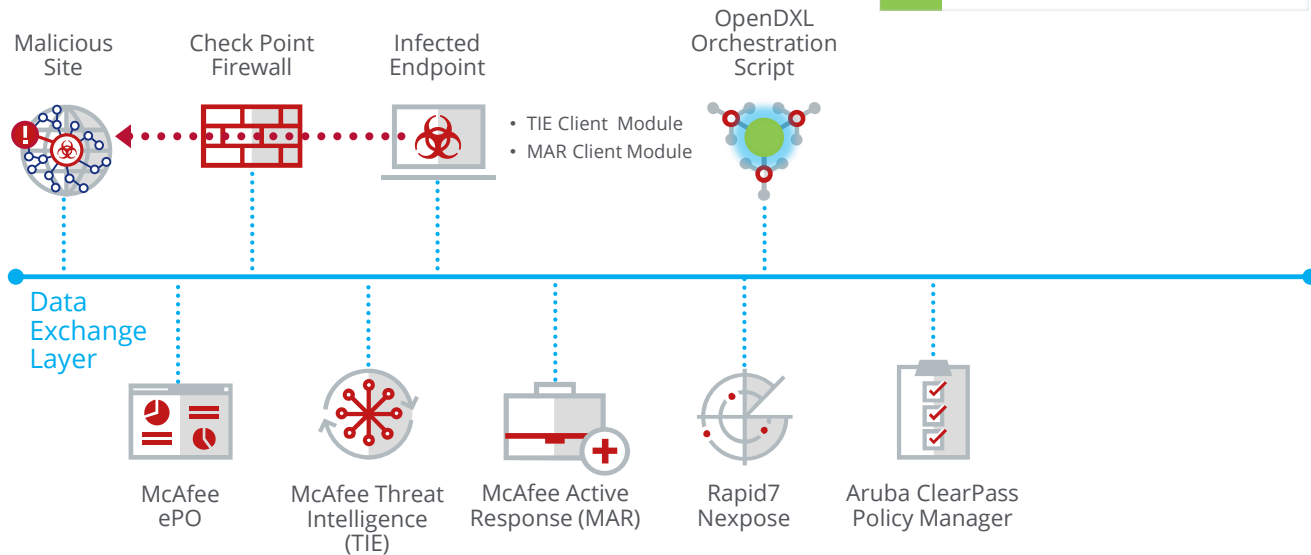 Malicious
Site
Check Point
Firewall
Infected
Endpoint
OpenDXL
Orchestration
Script
• TIE Client Module
• MAR Client Module
Data
Exchange
Layer
McAfee
ePO
McAfee Threat
Intelligence
(TIE)
McAfee Active
Response (MAR)
Rapid7
Nexpose
Aruba ClearPass
Policy Manager